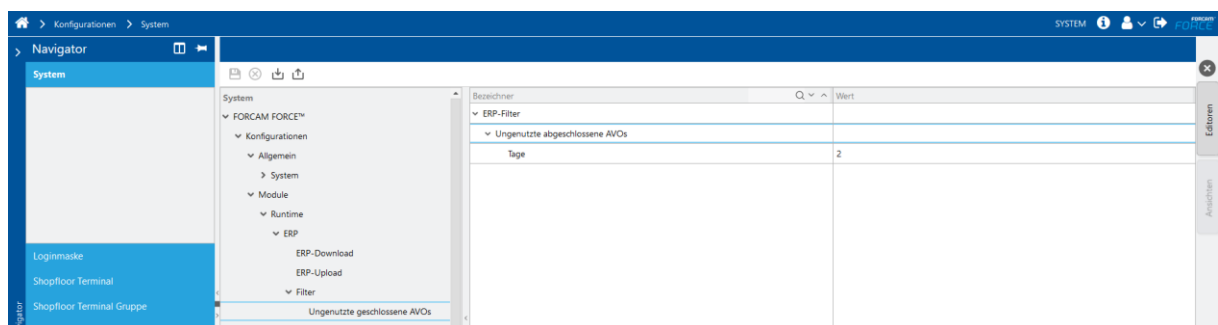 Konfigurationen > System
SYSTEM
FORCAM FORCE
Navigator
System
Loginmaske
Shopfloor Terminal
Shopfloor Terminal Gruppe
System
FORCAM FORCE™
Konfigurationen
Allgemein
System
Module
Runtime
ERP
ERP-Download
ERP-Upload
Filter
Ungenutzte geschlossene AVOs
Bezeichner Wert
ERP-Filter
Ungenutzte abgeschlossene AVOs
Tage 2
Editoren
Ansichten